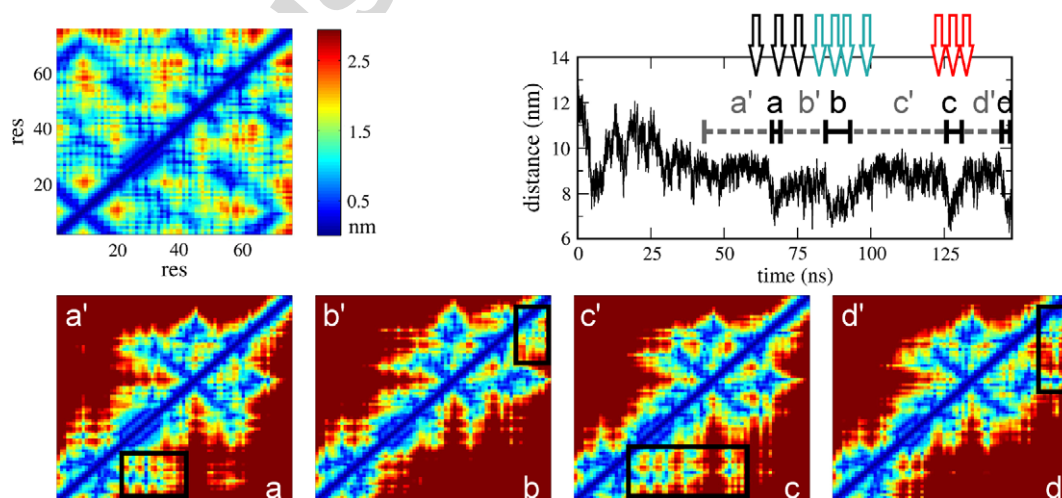 60
40
20
res
20 40 60
res
2.5
1.5
0.5
nm
14
12
10
8
6
distance (nm)
a' a b' b c' c d' e
0 25 50 75 100 125
time (ns)
a' b' c' d'
a b c d